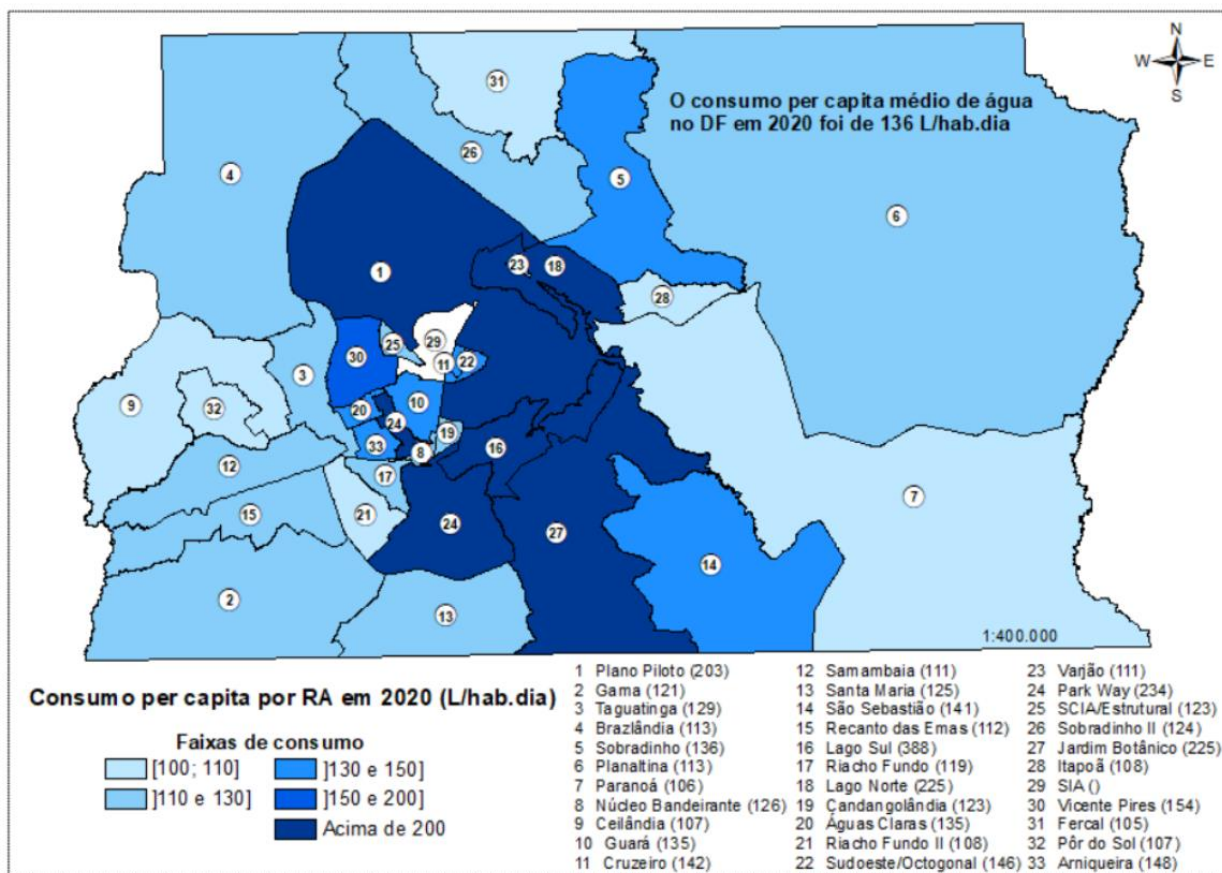 N
W E
S
O consumo per capita médio de água
no DF em 2020 foi de 136 L/hab.dia
31
26
4
5
6
1
23
18
28
29
25
30
11
22
3
9
32
20
10
24
33
19
8
16
12
17
7
15
21
24
27
14
2
13
1:400.000
Consumo per capita por RA em 2020 (L/hab.dia)
Faixas de consumo
[100; 110]
]110 e 130]
]130 e 150]
]150 e 200]
Acima de 200
1 Plano Piloto (203)
2 Gama (121)
3 Taguatinga (129)
4 Brazlândia (113)
5 Sobradinho (136)
6 Planaltina (113)
7 Paranoá (106)
8 Núcleo Bandeirante (126)
9 Ceilândia (107)
10 Guará (135)
11 Cruzeiro (142)
12 Samambaia (111)
13 Santa Maria (125)
14 São Sebastião (141)
15 Recanto das Emas (112)
16 Lago Sul (388)
17 Riacho Fundo (119)
18 Lago Norte (225)
19 Candangolândia (123)
20 Águas Claras (135)
21 Riacho Fundo II (108)
22 Sudoeste/Octogonal (146)
23 Varjão (111)
24 Park Way (234)
25 SCIA/Estrutural (123)
26 Sobradinho II (124)
27 Jardim Botânico (225)
28 Itapoã (108)
29 SIA ()
30 Vicente Pires (154)
31 Fercal (105)
32 Pôr do Sol (107)
33 Arniqueira (148)